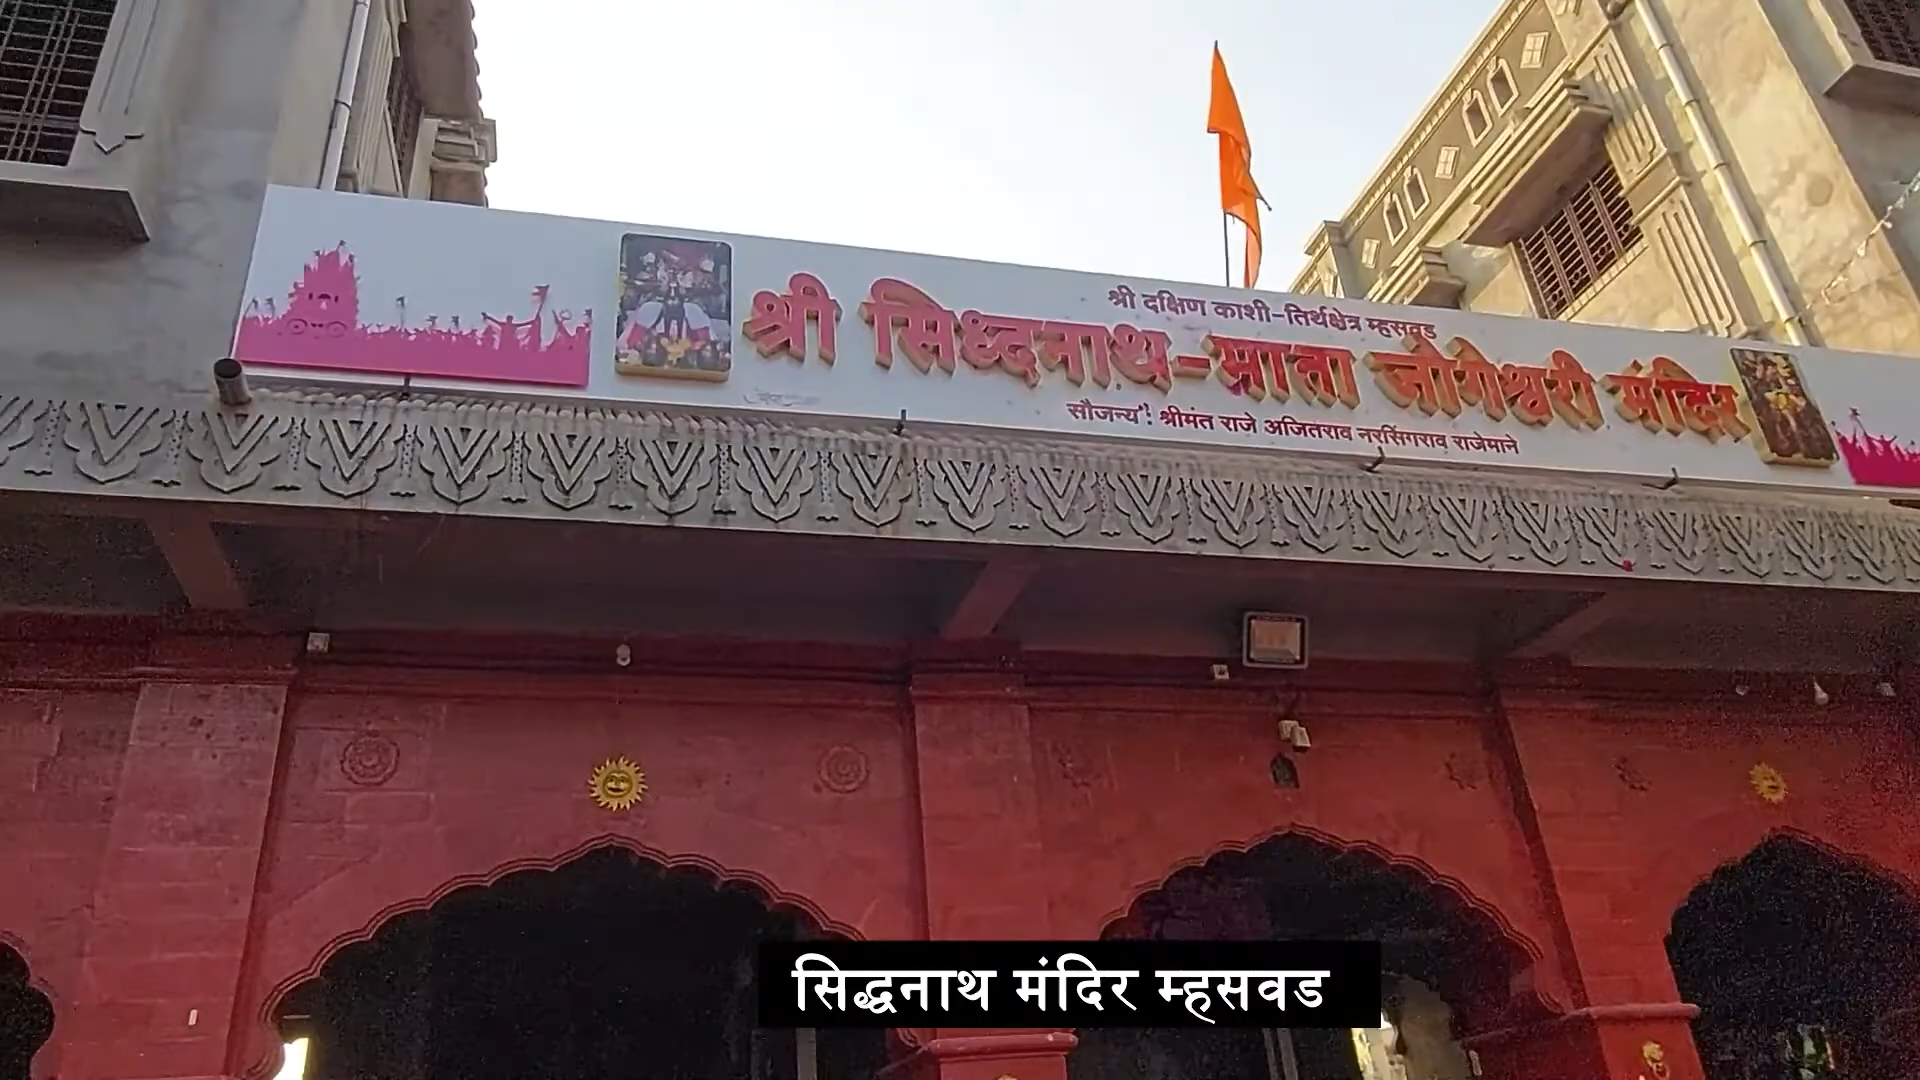 श्री दक्षिण काशी-तिर्थक्षेत्र म्हसवड
श्री सिध्दनाथ-माता जोगेश्वरी मंदिर
सौजन्य : श्रीमंत राजे अजितराव नरसिंगराव राजेमाने
सिद्धनाथ मंदिर म्हसवड